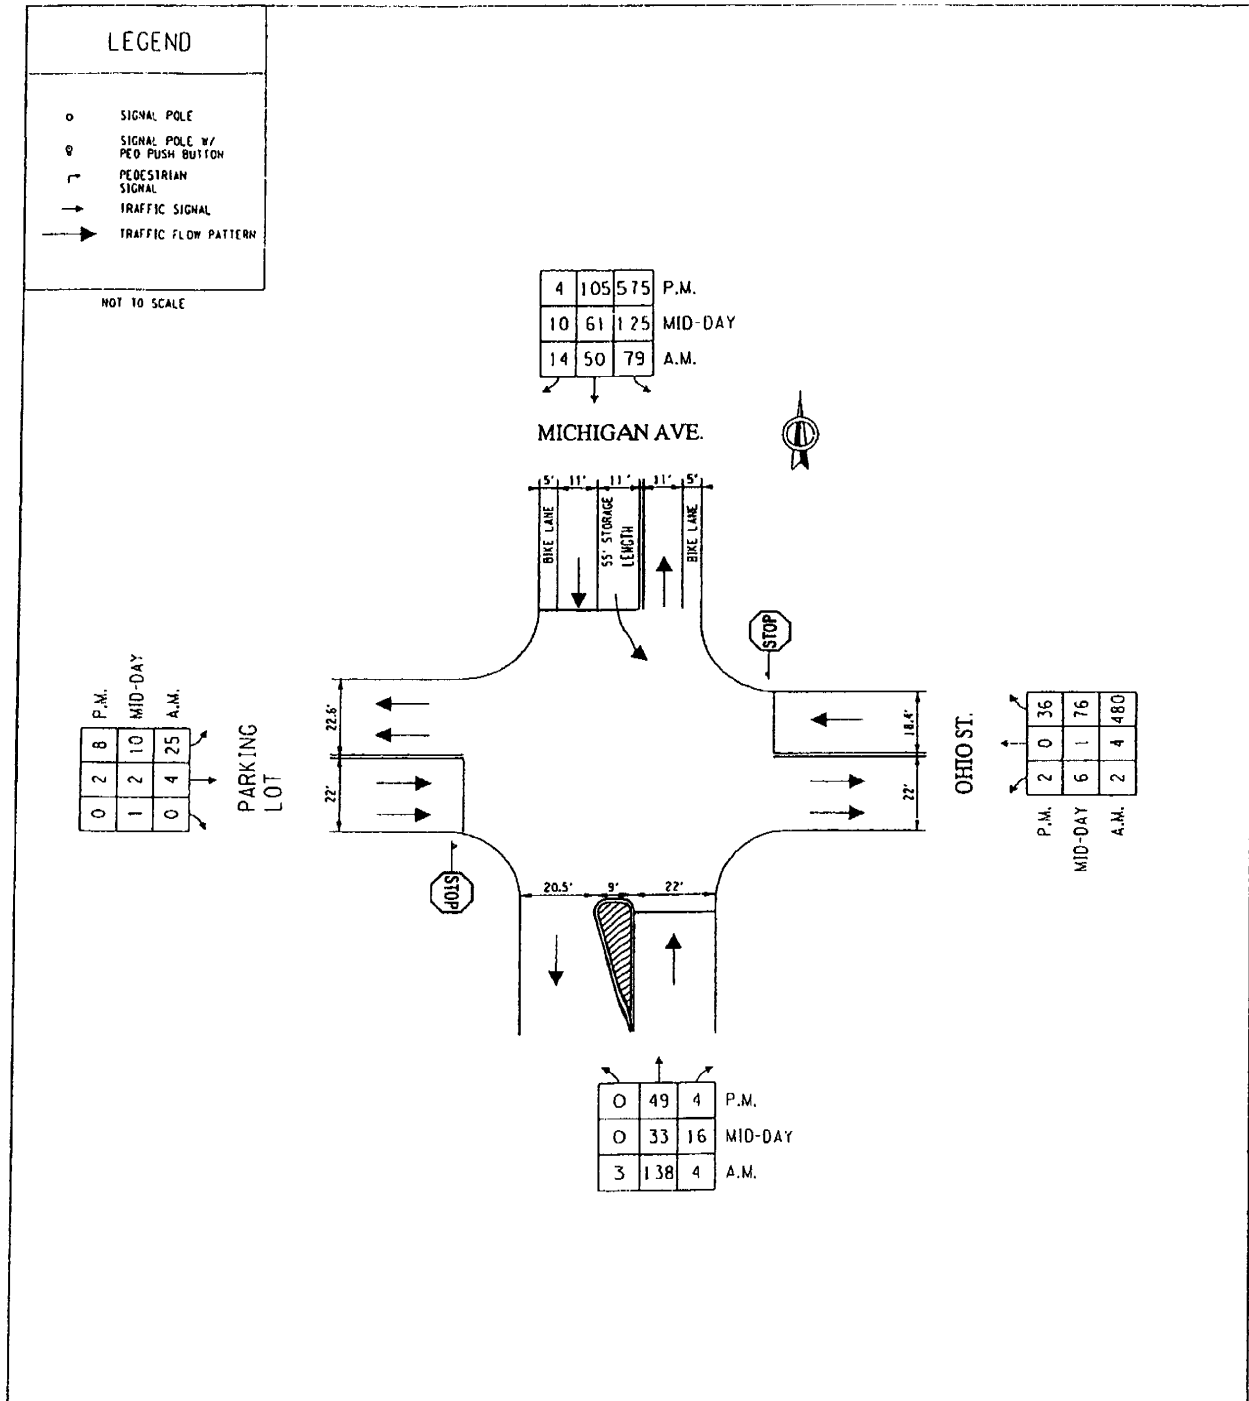 LEGEND
SIGNAL POLE
SIGNAL POLE W/
PED PUSH BUTTON
PEDESTRIAN
SIGNAL
TRAFFIC SIGNAL
TRAFFIC FLOW PATTERN
NOT TO SCALE
4 105 575 P.M.
10 61 125 MID-DAY
14 50 79 A.M.
MICHIGAN AVE.
5' 11' 11' 11' 5'
BIKE LANE
55' STORAGE
LENGTH
BIKE LANE
STOP
P.M.
MID-DAY
A.M.
8 10 25
2 2 4
0 1 0
PARKING
LOT
22.6'
22'
18.4'
22'
OHIO ST.
36 76 480
0 1 4
2 6 2
P.M.
MID-DAY
A.M.
STOP
20.5' 9' 22'
0 49 4 P.M.
0 33 16 MID-DAY
3 138 4 A.M.